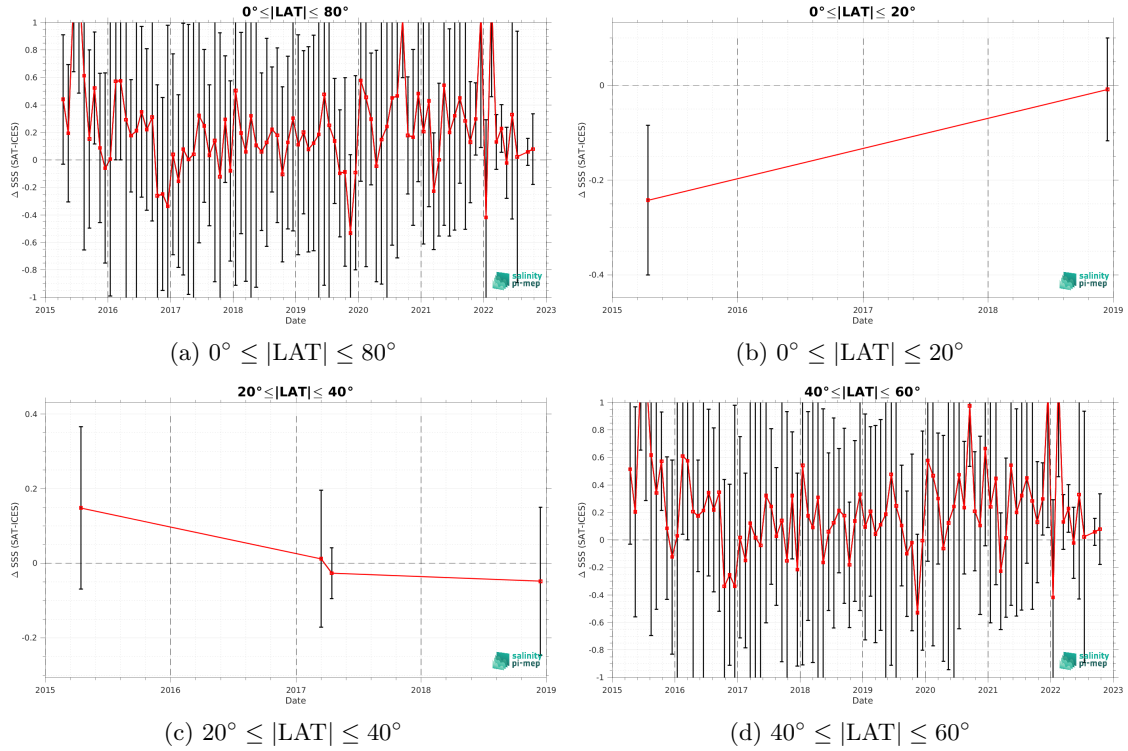 0°≤|LAT|≤ 80°
1
0.8
0.6
0.4
0.2
0
-0.2
-0.4
-0.6
-0.8
-1
Δ SSS (SAT-ICES)
2015 2016 2017 2018 2019 2020 2021 2022 2023
Date
salinity
pi-mep
(a) 0° ≤ |LAT| ≤ 80°
0°≤|LAT|≤ 20°
0
-0.2
-0.4
Δ SSS (SAT-ICES)
2015 2016 2017 2018 2019
Date
salinity
pi-mep
(b) 0° ≤ |LAT| ≤ 20°
20°≤|LAT|≤ 40°
0.4
0.2
0
-0.2
Δ SSS (SAT-ICES)
2015 2016 2017 2018 2019
Date
salinity
pi-mep
(c) 20° ≤ |LAT| ≤ 40°
40°≤|LAT|≤ 60°
1
0.8
0.6
0.4
0.2
0
-0.2
-0.4
-0.6
-0.8
-1
Δ SSS (SAT-ICES)
2015 2016 2017 2018 2019 2020 2021 2022 2023
Date
salinity
pi-mep
(d) 40° ≤ |LAT| ≤ 60°